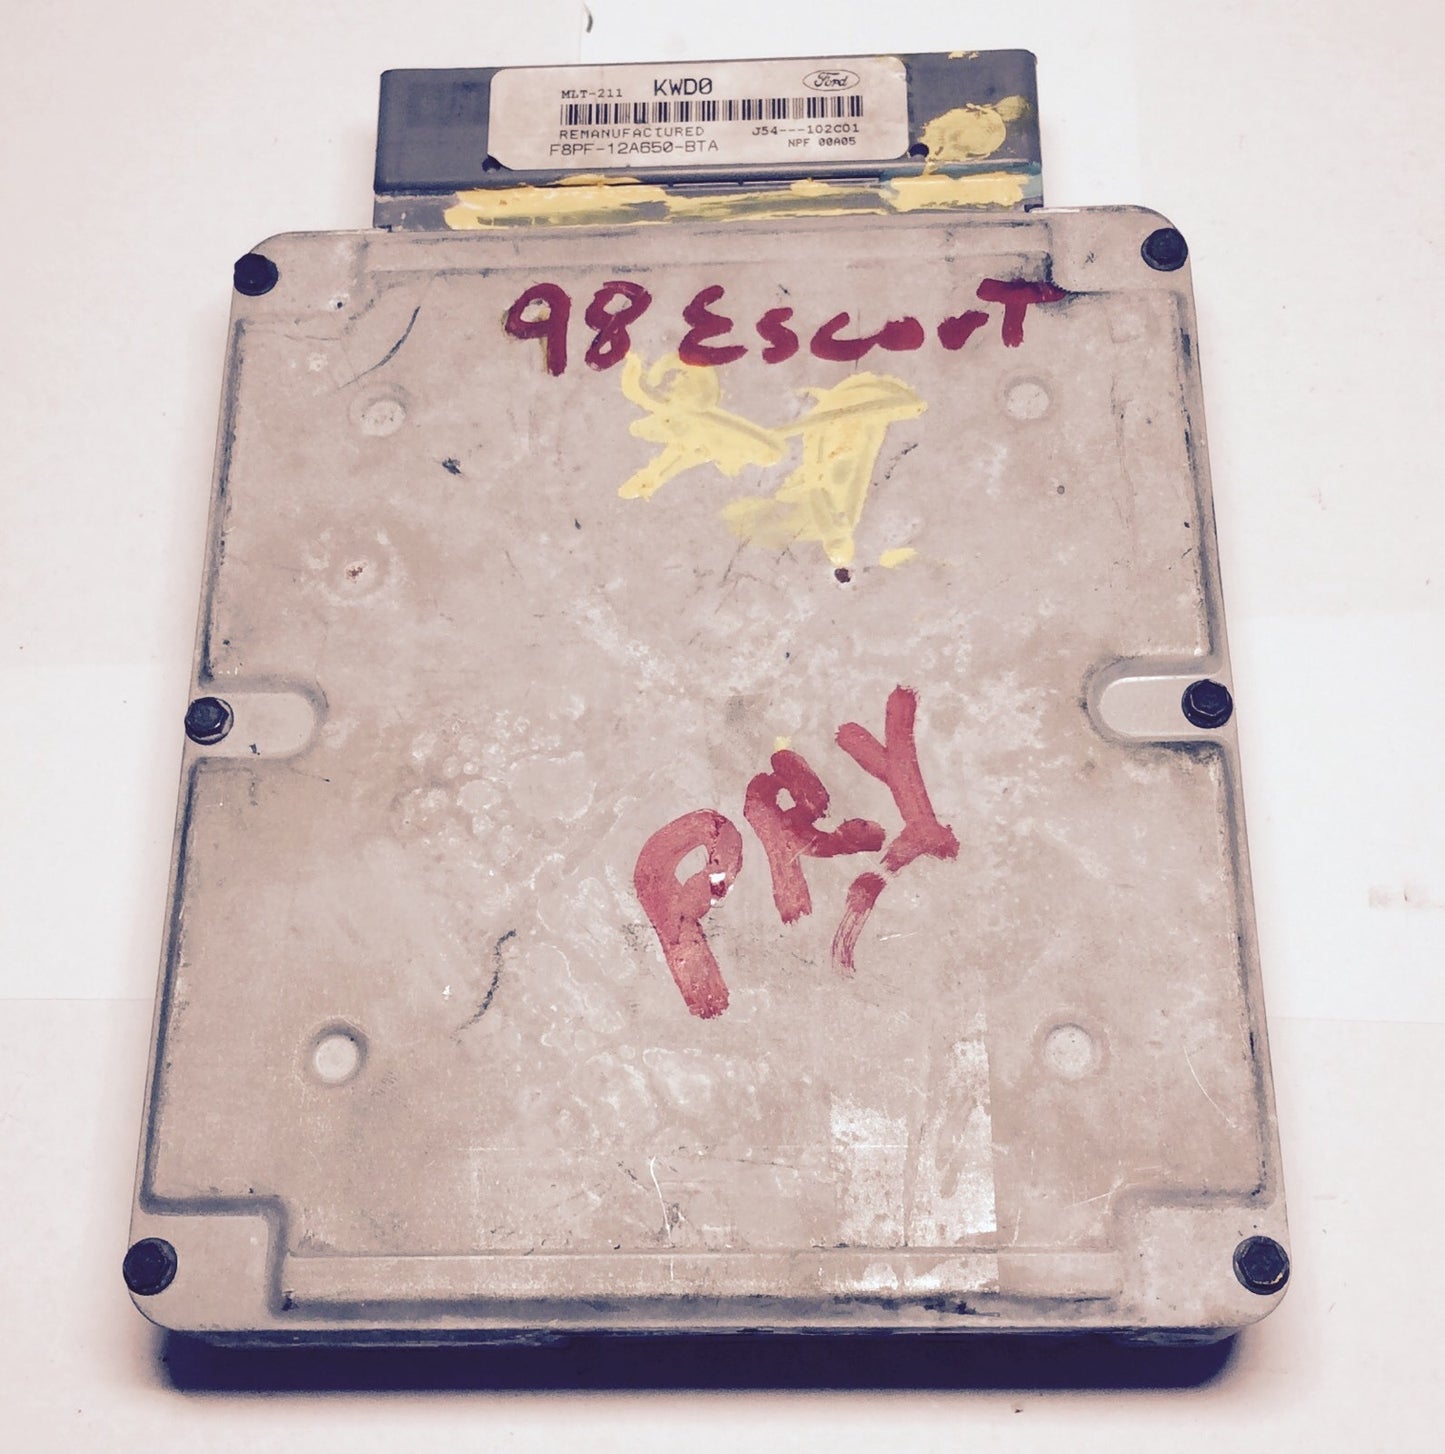 MLT-211 KWD0 Ford
REMANUFACTURED J54---102C01
F8PF-12A650-BTA NPF 00A05
98 EscorT
PRY